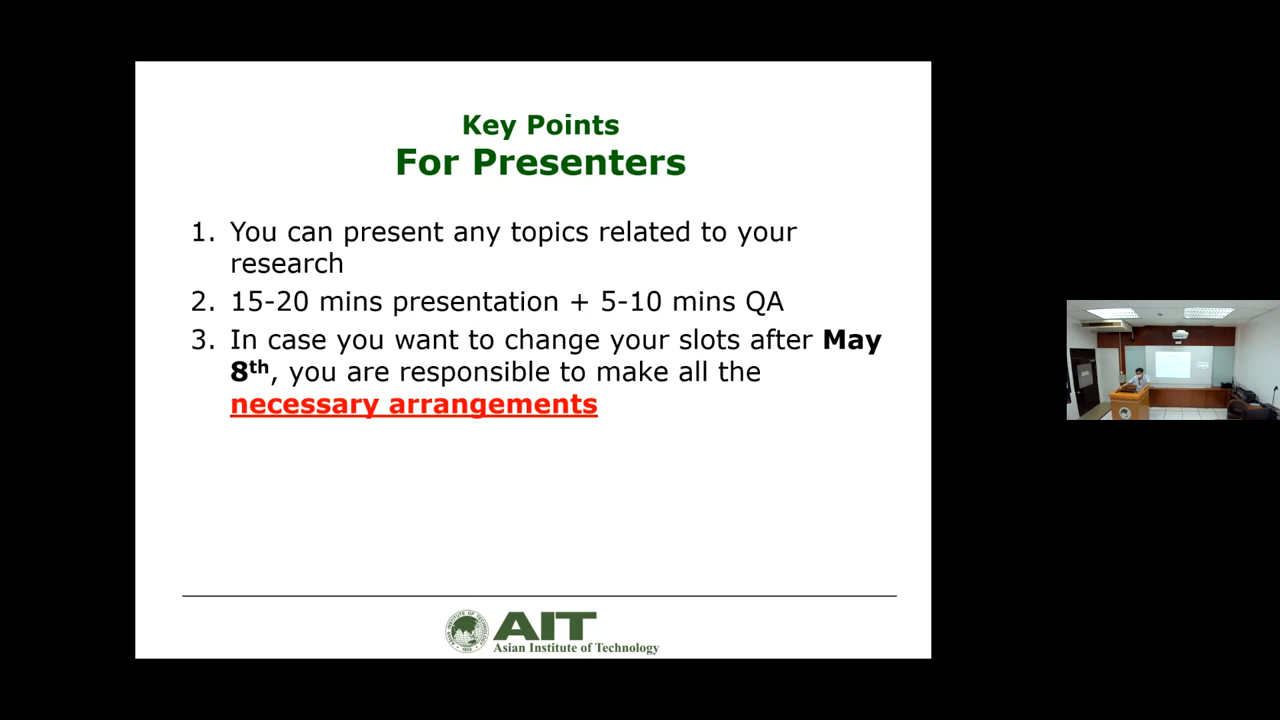 Key Points
For Presenters
1. You can present any topics related to your
research
2. 15-20 mins presentation + 5-10 mins QA
3. In case you want to change your slots after May
8th, you are responsible to make all the
necessary arrangements
AIT
Asian Institute of Technology